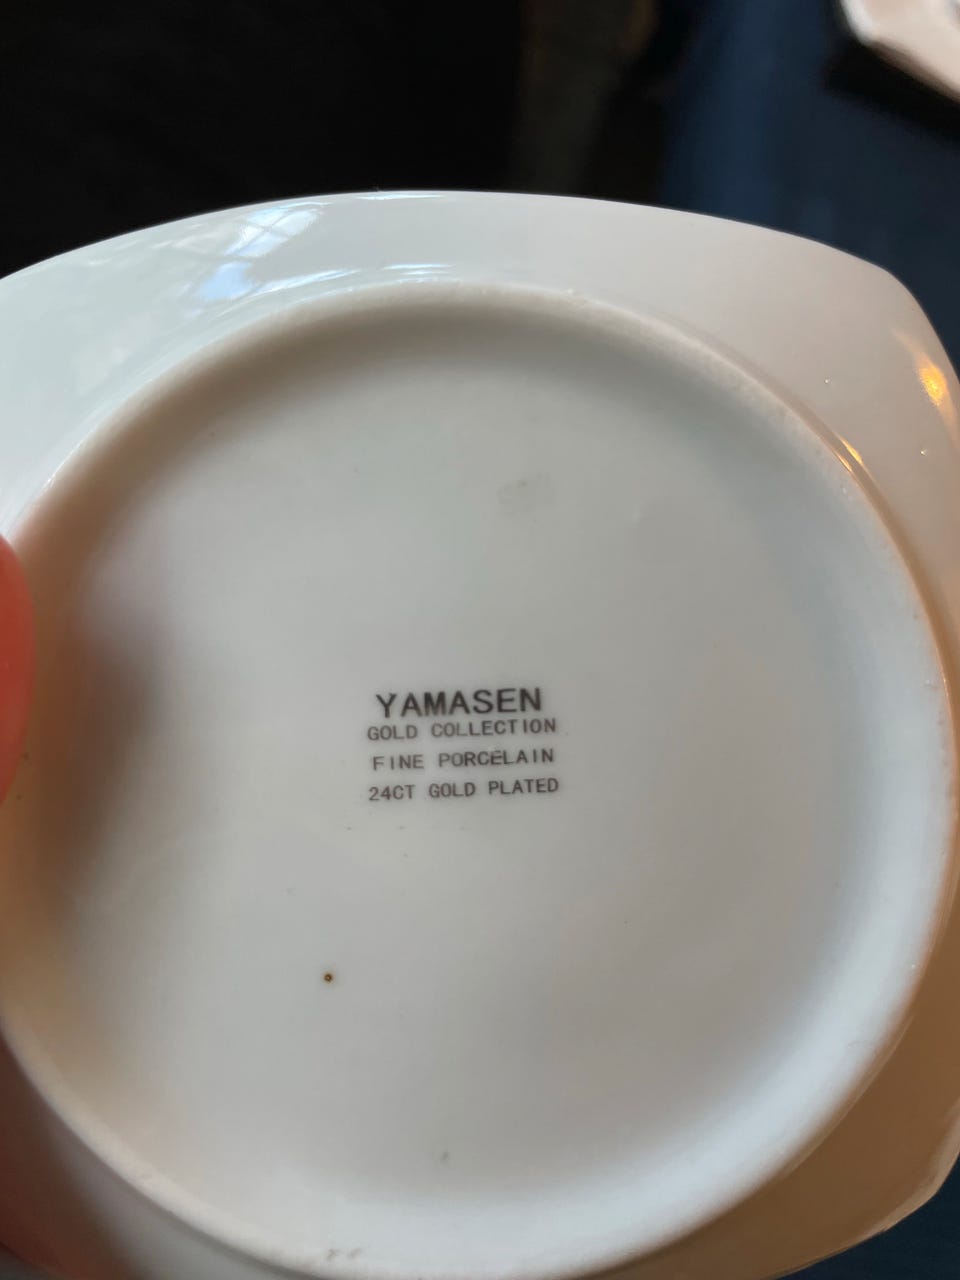 YAMASEN
GOLD COLLECTION
FINE PORCELAIN
24CT GOLD PLATED